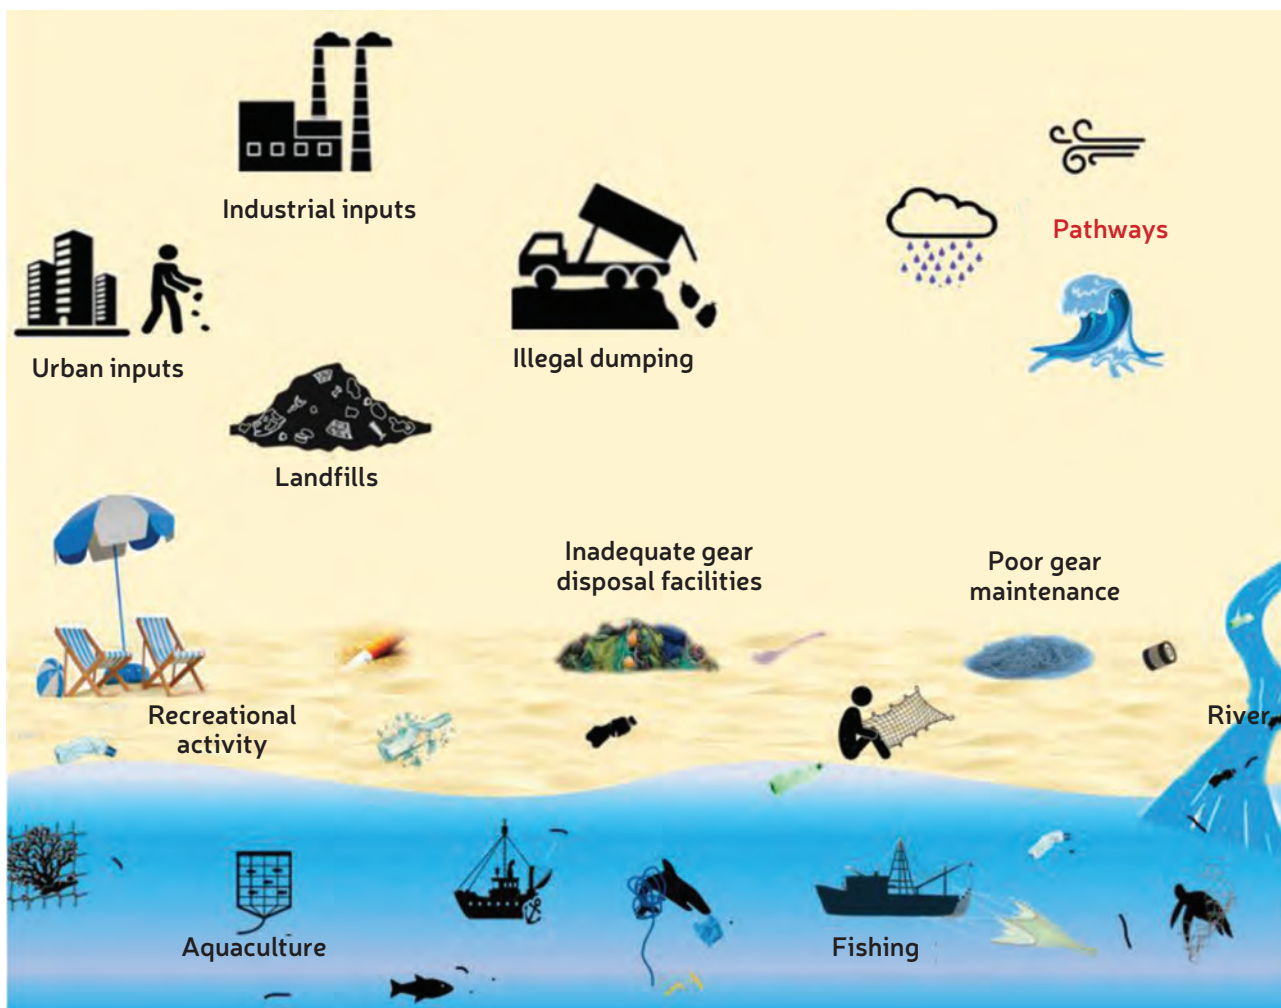 Industrial inputs
Pathways
Urban inputs
Illegal dumping
Landfills
Inadequate gear
disposal facilities
Poor gear
maintenance
Recreational
activity
River
Aquaculture
Fishing